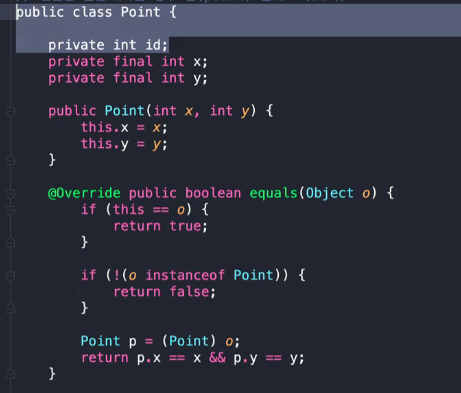 public class Point {
private int id;
private final int x;
private final int y;
public Point(int x, int y) {
this.x = x;
this.y = y;
}
@Override public boolean equals(Object o) {
if (this == o) {
return true;
}
if (!(o instanceof Point)) {
return false;
}
Point p = (Point) o;
return p.x == x && p.y == y;
}